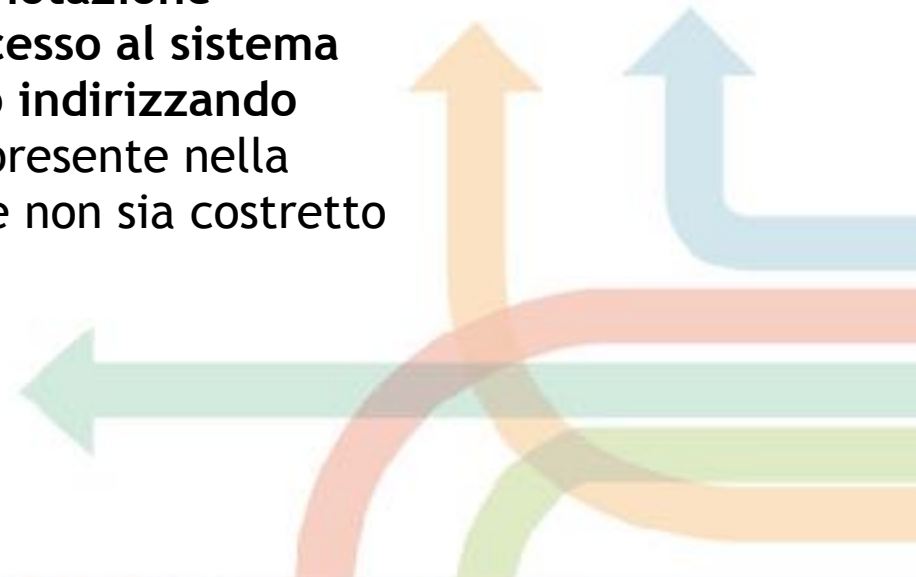 notazione
cesso al sistema
o indirizzando
presente nella
e non sia costretto